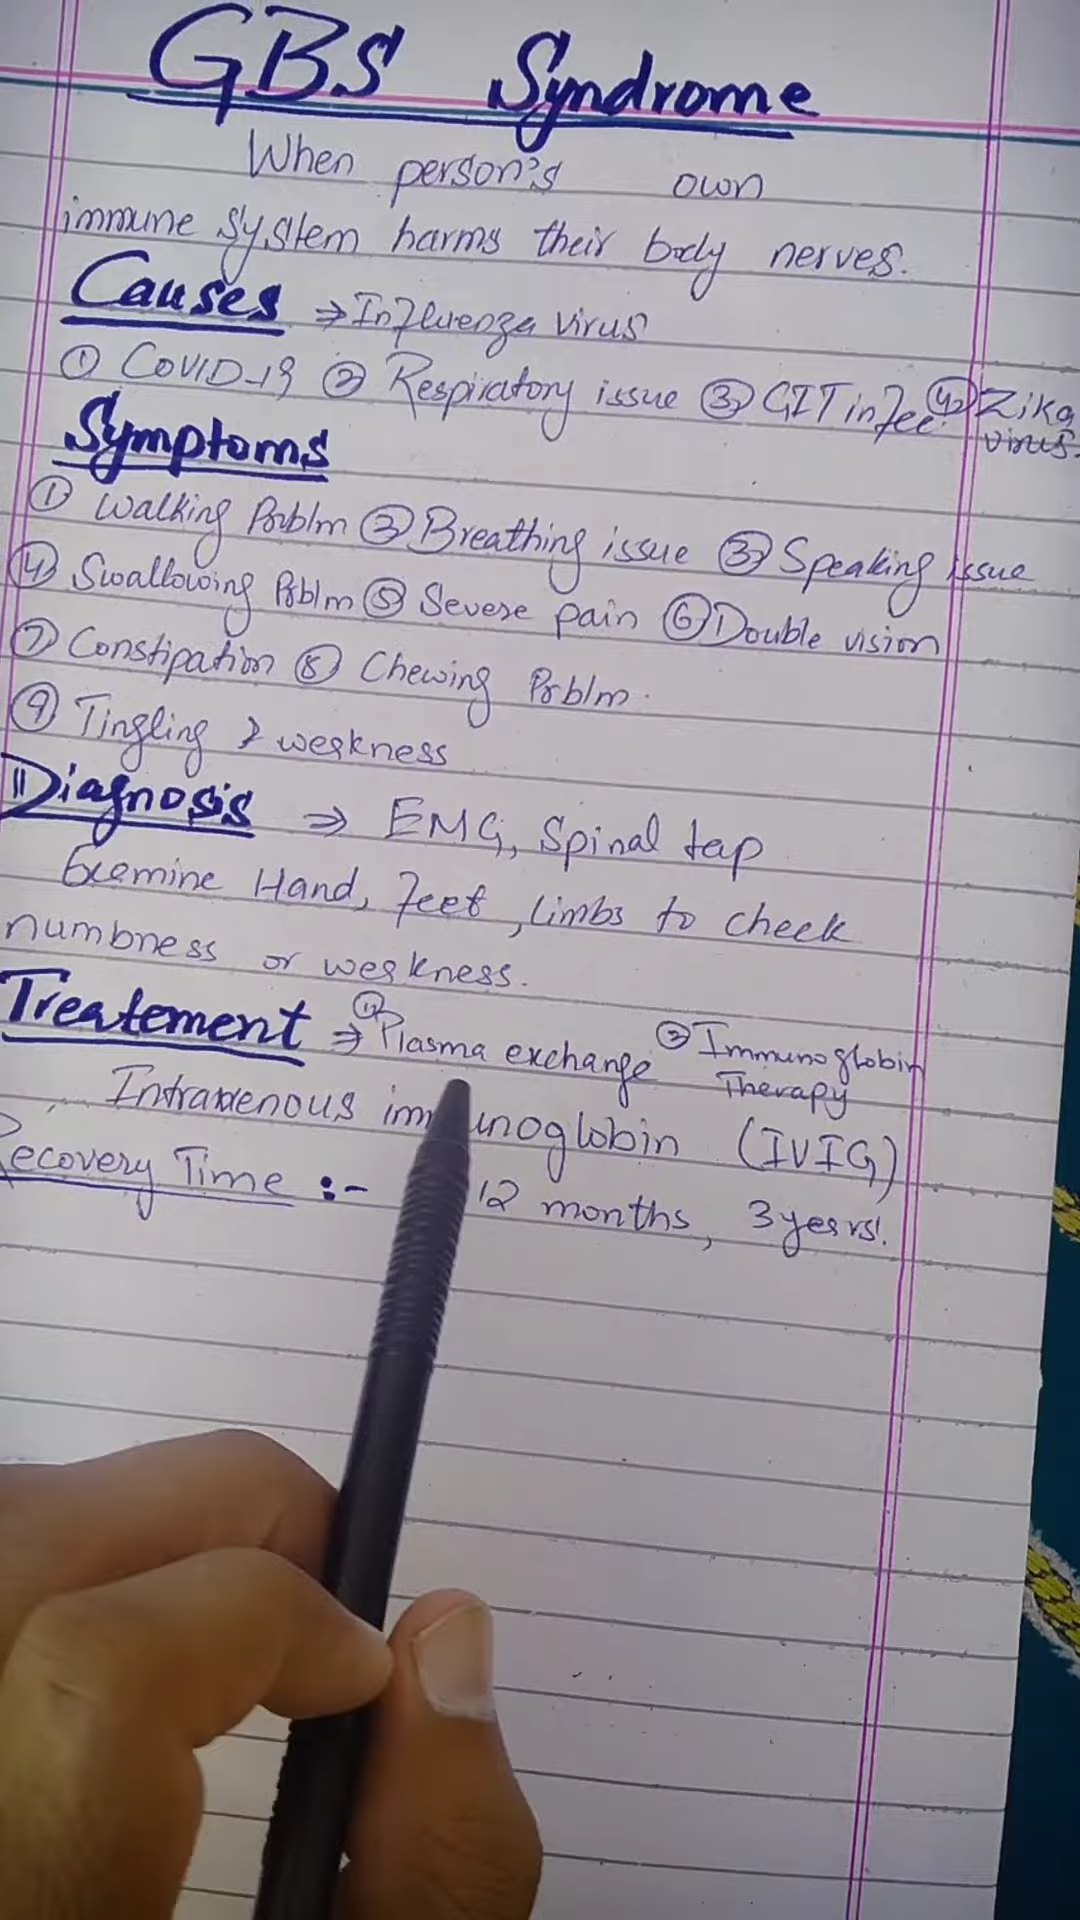 GBS Syndrome
When person's own
immune system harms their body nerves.
Causes ⇒ Influenza virus
① COVID-19 ② Respiratory issue ③ GIT infec. ④ Zika
virus.
Symptoms
① Walking Porblm ② Breathing issue ③ Speaking issue
④ Swallowing Prblm ⑤ Severe pain ⑥ Double vision
⑦ Constipation ⑧ Chewing Prblm.
⑨ Tingling & weakness
Diagnosis ⇒ EMG, Spinal tap
Examine Hand, feet, limbs to check
numbness or weakness.
Treatement ⇒ ① Plasma exchange ② Immunoglobin
Therapy
Intravenous immunoglobin (IVIG)
Recovery Time :- 12 months, 3 years.